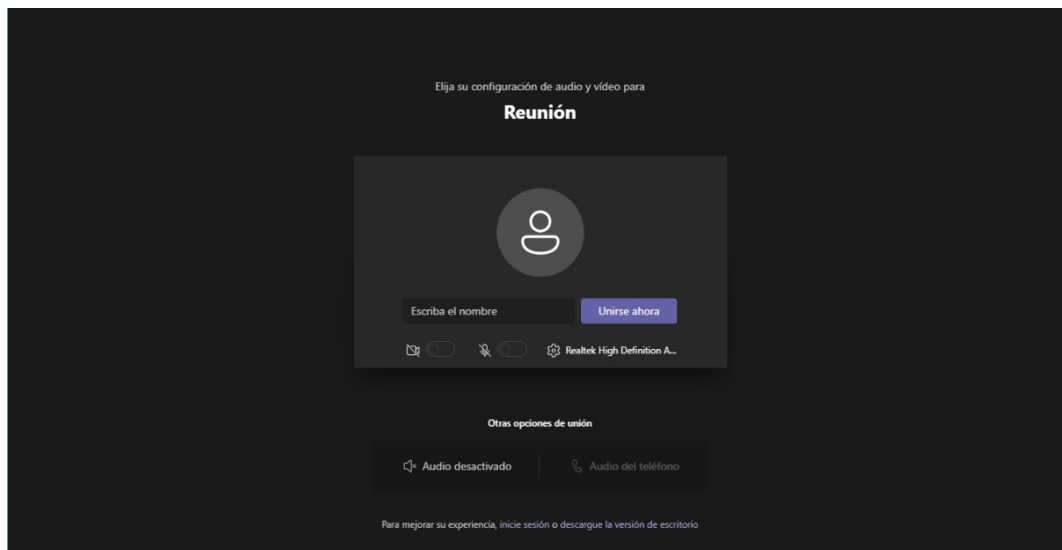 Elija su configuración de audio y vídeo para
Reunión
Escriba el nombre
Unirse ahora
Realtek High Definition A...
Otras opciones de unión
Audio desactivado
Audio del teléfono
Para mejorar su experiencia, inicie sesión o descargue la versión de escritorio